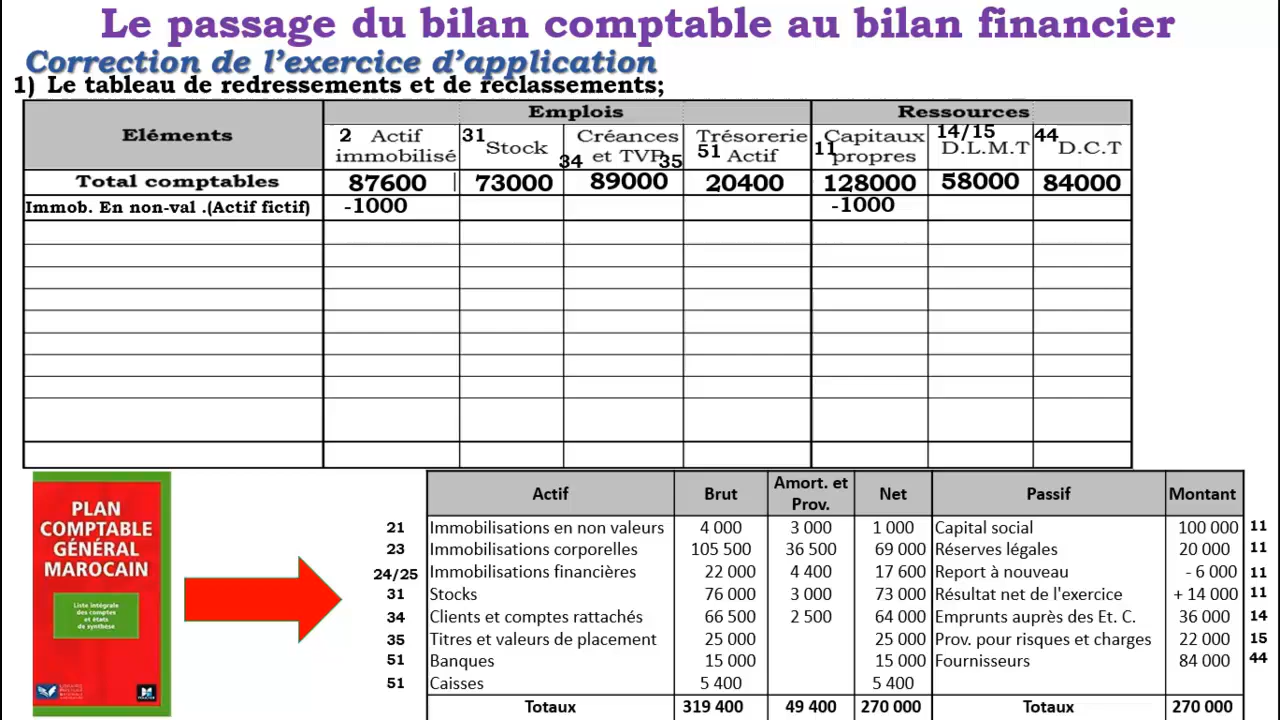 Le passage du bilan comptable au bilan financier
Correction de l'exercice d'application
1) Le tableau de redressements et de reclassements;
Eléments Emplois Ressources
2 Actif immobilisé 31 Stock 34 Créances et TVP 35 Trésorerie 51 Actif Capitaux 11 propres 14/15 D.L.M.T 44 D.C.T
Total comptables 87600 73000 89000 20400 128000 58000 84000
Immob. En non-val .(Actif fictif) -1000 -1000
PLAN
COMPTABLE
GÉNÉRAL
MAROCAIN
Liste intégrale
des comptes
et états
de synthèse
Actif Brut Amort. et Prov. Net Passif Montant
21 Immobilisations en non valeurs 4 000 3 000 1 000 Capital social 100 000 11
23 Immobilisations corporelles 105 500 36 500 69 000 Réserves légales 20 000 11
24/25 Immobilisations financières 22 000 4 400 17 600 Report à nouveau - 6 000 11
31 Stocks 76 000 3 000 73 000 Résultat net de l'exercice + 14 000 11
34 Clients et comptes rattachés 66 500 2 500 64 000 Emprunts auprès des Et. C. 36 000 14
35 Titres et valeurs de placement 25 000 25 000 Prov. pour risques et charges 22 000 15
51 Banques 15 000 15 000 Fournisseurs 84 000 44
51 Caisses 5 400 5 400
Totaux 319 400 49 400 270 000 Totaux 270 000